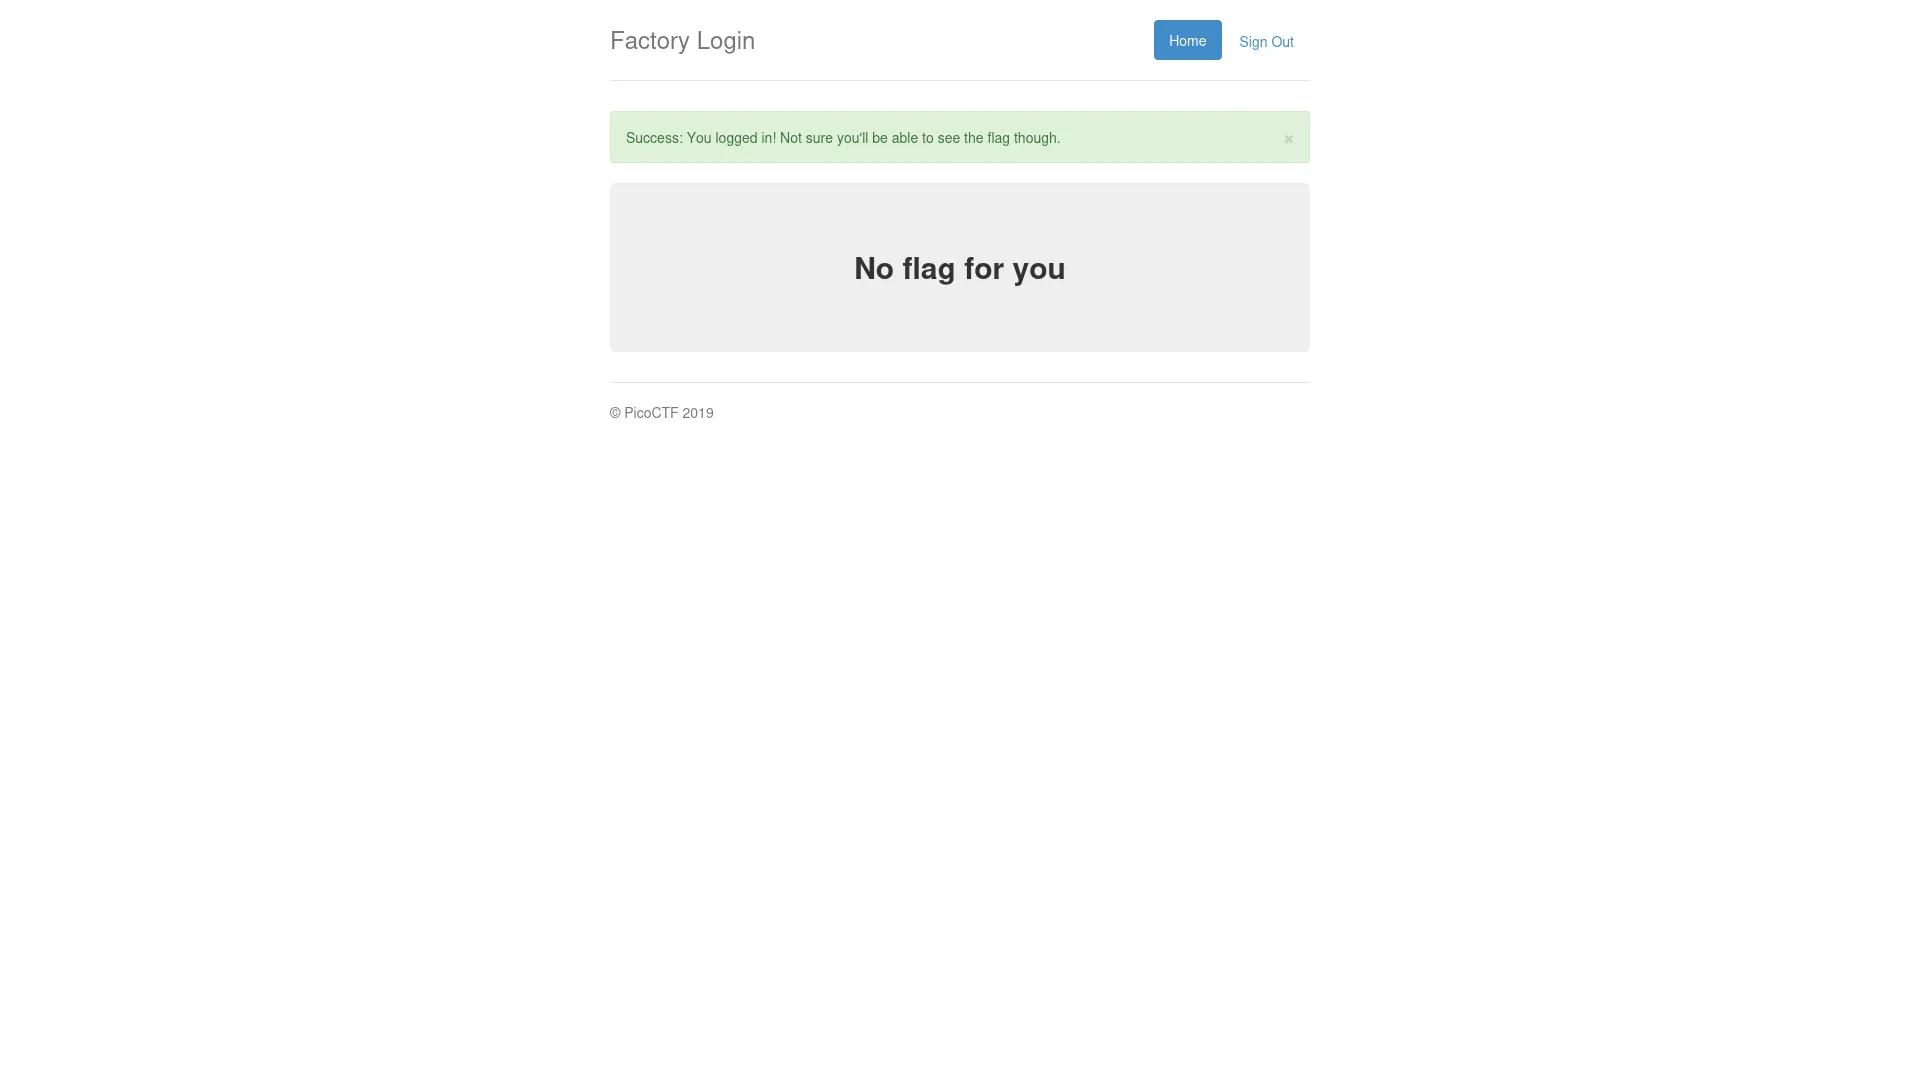 Factory Login
Home
Sign Out
Success: You logged in! Not sure you'll be able to see the flag though.
×
No flag for you
© PicoCTF 2019